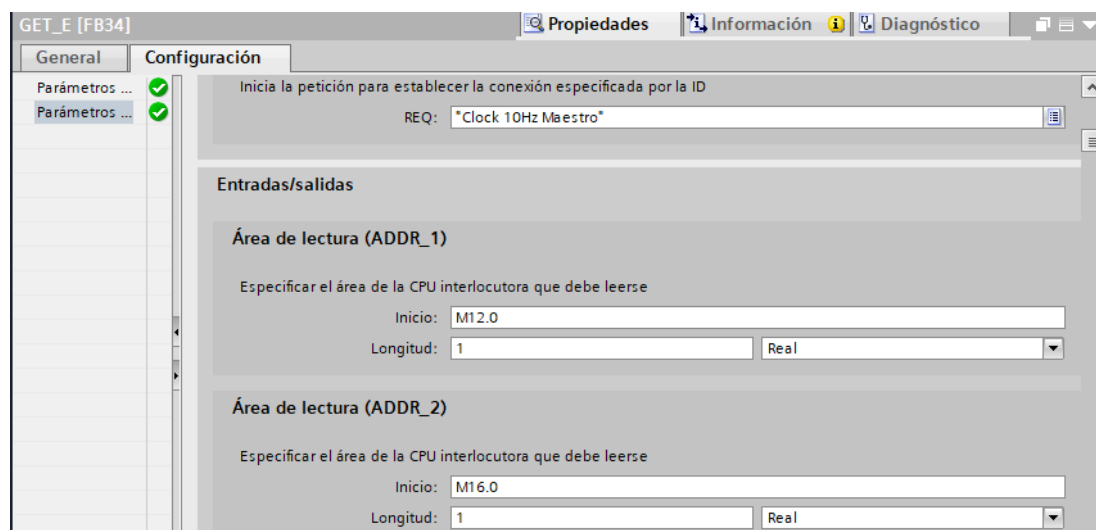 GET_E [FB34] Propiedades Información Diagnóstico
General Configuración
Parámetros ...
Parámetros ...
Inicia la petición para establecer la conexión especificada por la ID
REQ: "Clock 10Hz Maestro"
Entradas/salidas
Área de lectura (ADDR_1)
Especificar el área de la CPU interlocutora que debe leerse
Inicio: M12.0
Longitud: 1 Real
Área de lectura (ADDR_2)
Especificar el área de la CPU interlocutora que debe leerse
Inicio: M16.0
Longitud: 1 Real